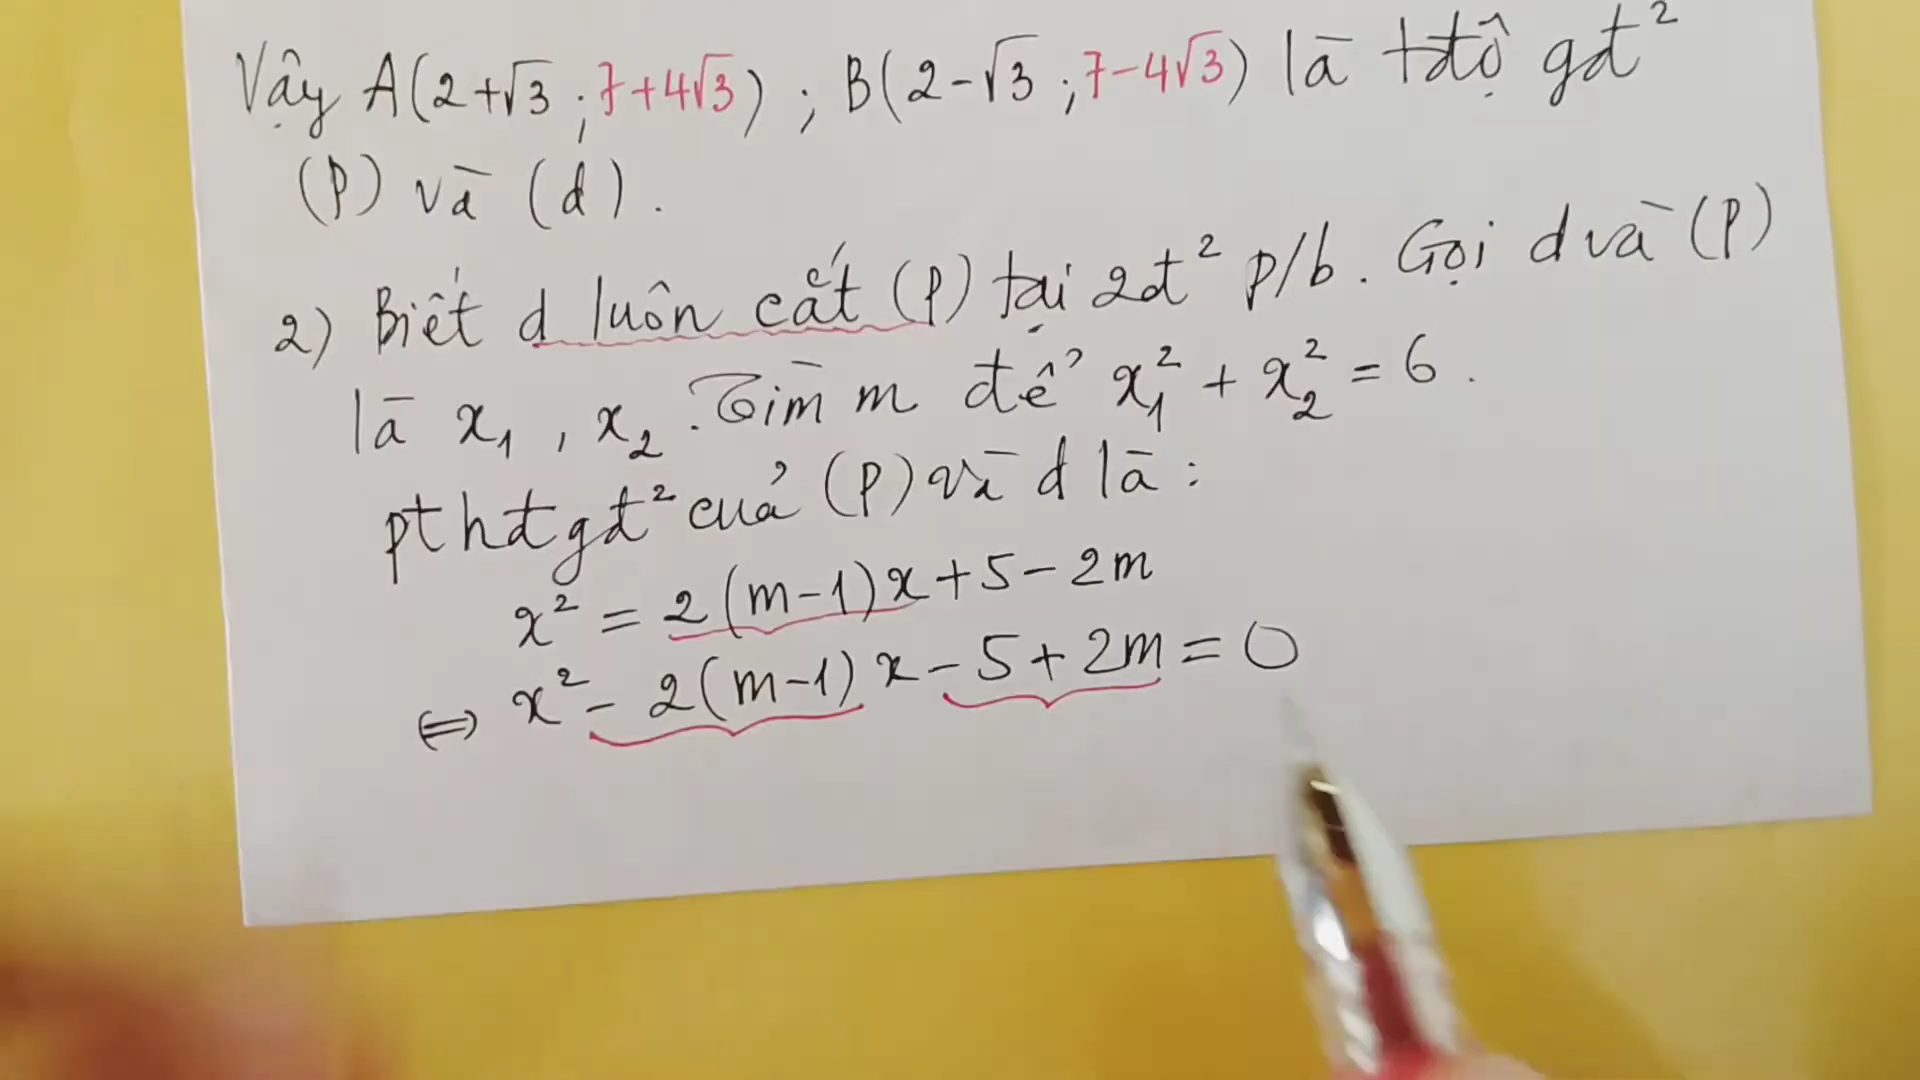 Vậy A(2+√3 ; 7+4√3) ; B(2-√3 ; 7-4√3) là tđộ gđ²
(P) và (d).
2) Biết d luôn cắt (P) tại 2đ² p/b. Gọi d và (P)
là x₁ , x₂. Tìm m để x₁² + x₂² = 6.
pthđgđ² của (P) và d là :
x² = 2(m-1)x+5-2m
⇔ x² - 2(m-1)x - 5 + 2m = 0